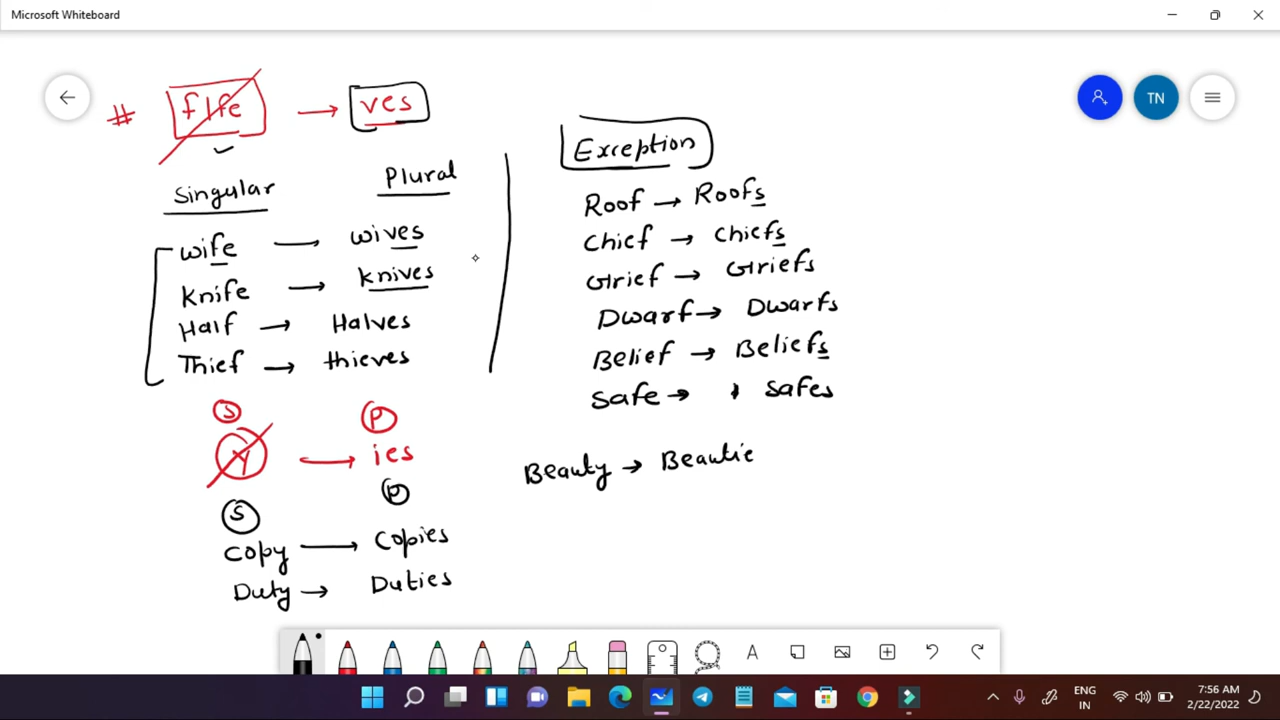 Microsoft Whiteboard
TN
# f/fe → ves
Singular Plural
wife → wives
Knife → knives
Half → Halves
Thief → thieves
Exception
Roof → Roofs
Chief → Chiefs
Grief → Griefs
Dwarf → Dwarfs
Belief → Beliefs
Safe → Safes
S P
y → ies
S P
Copy → Copies
Duty → Duties
Beauty → Beautie
A
ENG
IN
7:56 AM
2/22/2022